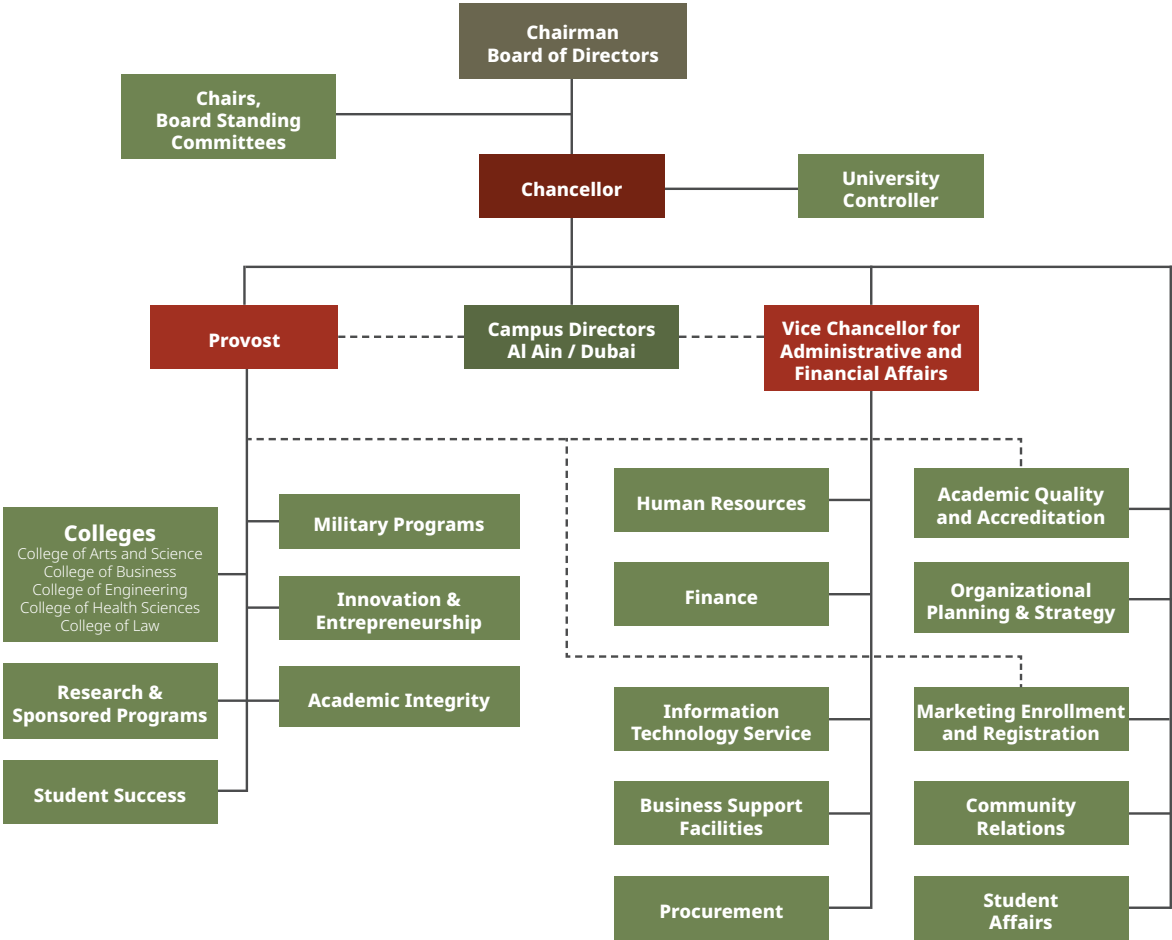 Chairman
Board of Directors
Chairs,
Board Standing
Committees
Chancellor
University
Controller
Provost
Campus Directors
Al Ain / Dubai
Vice Chancellor for
Administrative and
Financial Affairs
Colleges
College of Arts and Science
College of Business
College of Engineering
College of Health Sciences
College of Law
Research &
Sponsored Programs
Student Success
Military Programs
Innovation &
Entrepreneurship
Academic Integrity
Human Resources
Finance
Information
Technology Service
Business Support
Facilities
Procurement
Academic Quality
and Accreditation
Organizational
Planning & Strategy
Marketing Enrollment
and Registration
Community
Relations
Student
Affairs